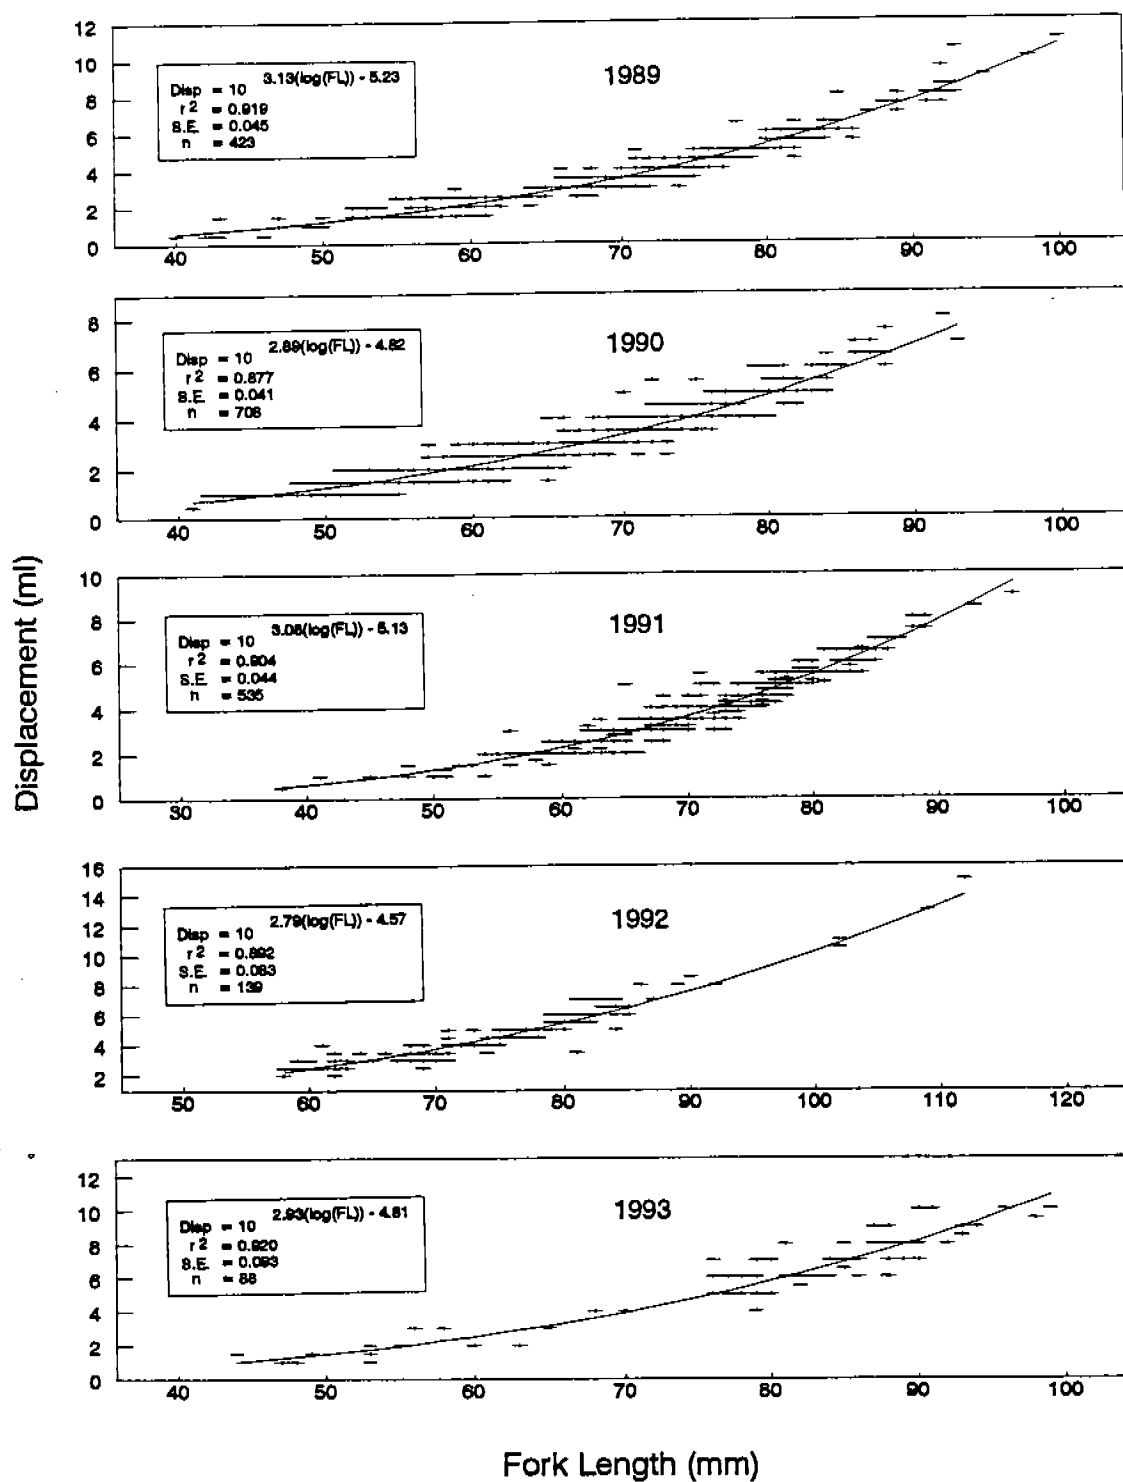 12
10
8
6
4
2
0
3.13(log(FL)) - 5.23
Disp = 10
r 2 = 0.919
S.E. = 0.045
n = 423
1989
40 50 60 70 80 90 100
8
6
4
2
0
2.89(log(FL)) - 4.82
Disp = 10
r 2 = 0.877
S.E. = 0.041
n = 706
1990
40 50 60 70 80 90 100
Displacement (ml)
10
8
6
4
2
0
3.06(log(FL)) - 5.13
Disp = 10
r 2 = 0.904
S.E. = 0.044
n = 535
1991
30 40 50 60 70 80 90 100
16
14
12
10
8
6
4
2
2.79(log(FL)) - 4.57
Disp = 10
r 2 = 0.892
S.E. = 0.083
n = 139
1992
50 60 70 80 90 100 110 120
12
10
8
6
4
2
0
2.93(log(FL)) - 4.81
Disp = 10
r 2 = 0.920
S.E. = 0.093
n = 88
1993
40 50 60 70 80 90 100
Fork Length (mm)